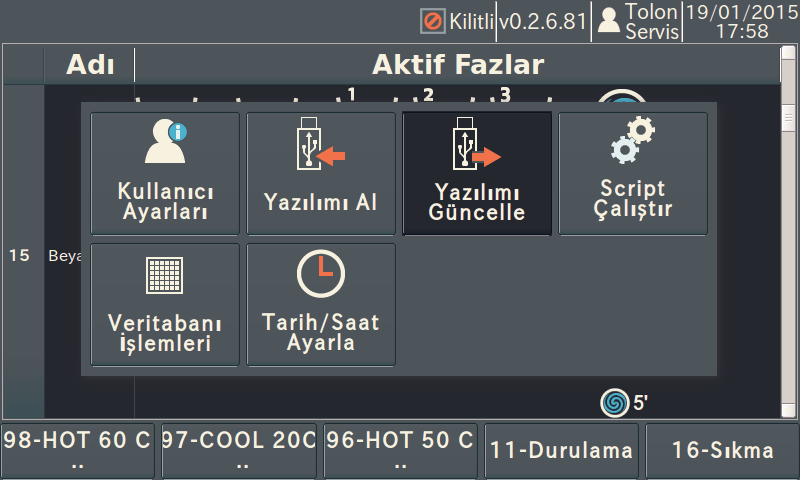 Kilitli
v0.2.6.81
Tolon
Servis
19/01/2015
17:58
Adı
Aktif Fazlar
1 2 3
Kullanıcı
Ayarları
Yazılımı Al
Yazılımı
Güncelle
Script
Çalıştır
15
Veritabanı
İşlemleri
Tarih/Saat
Ayarla
5'
98-HOT 60 C
..
97-COOL 20C
..
96-HOT 50 C
..
11-Durulama
16-Sıkma